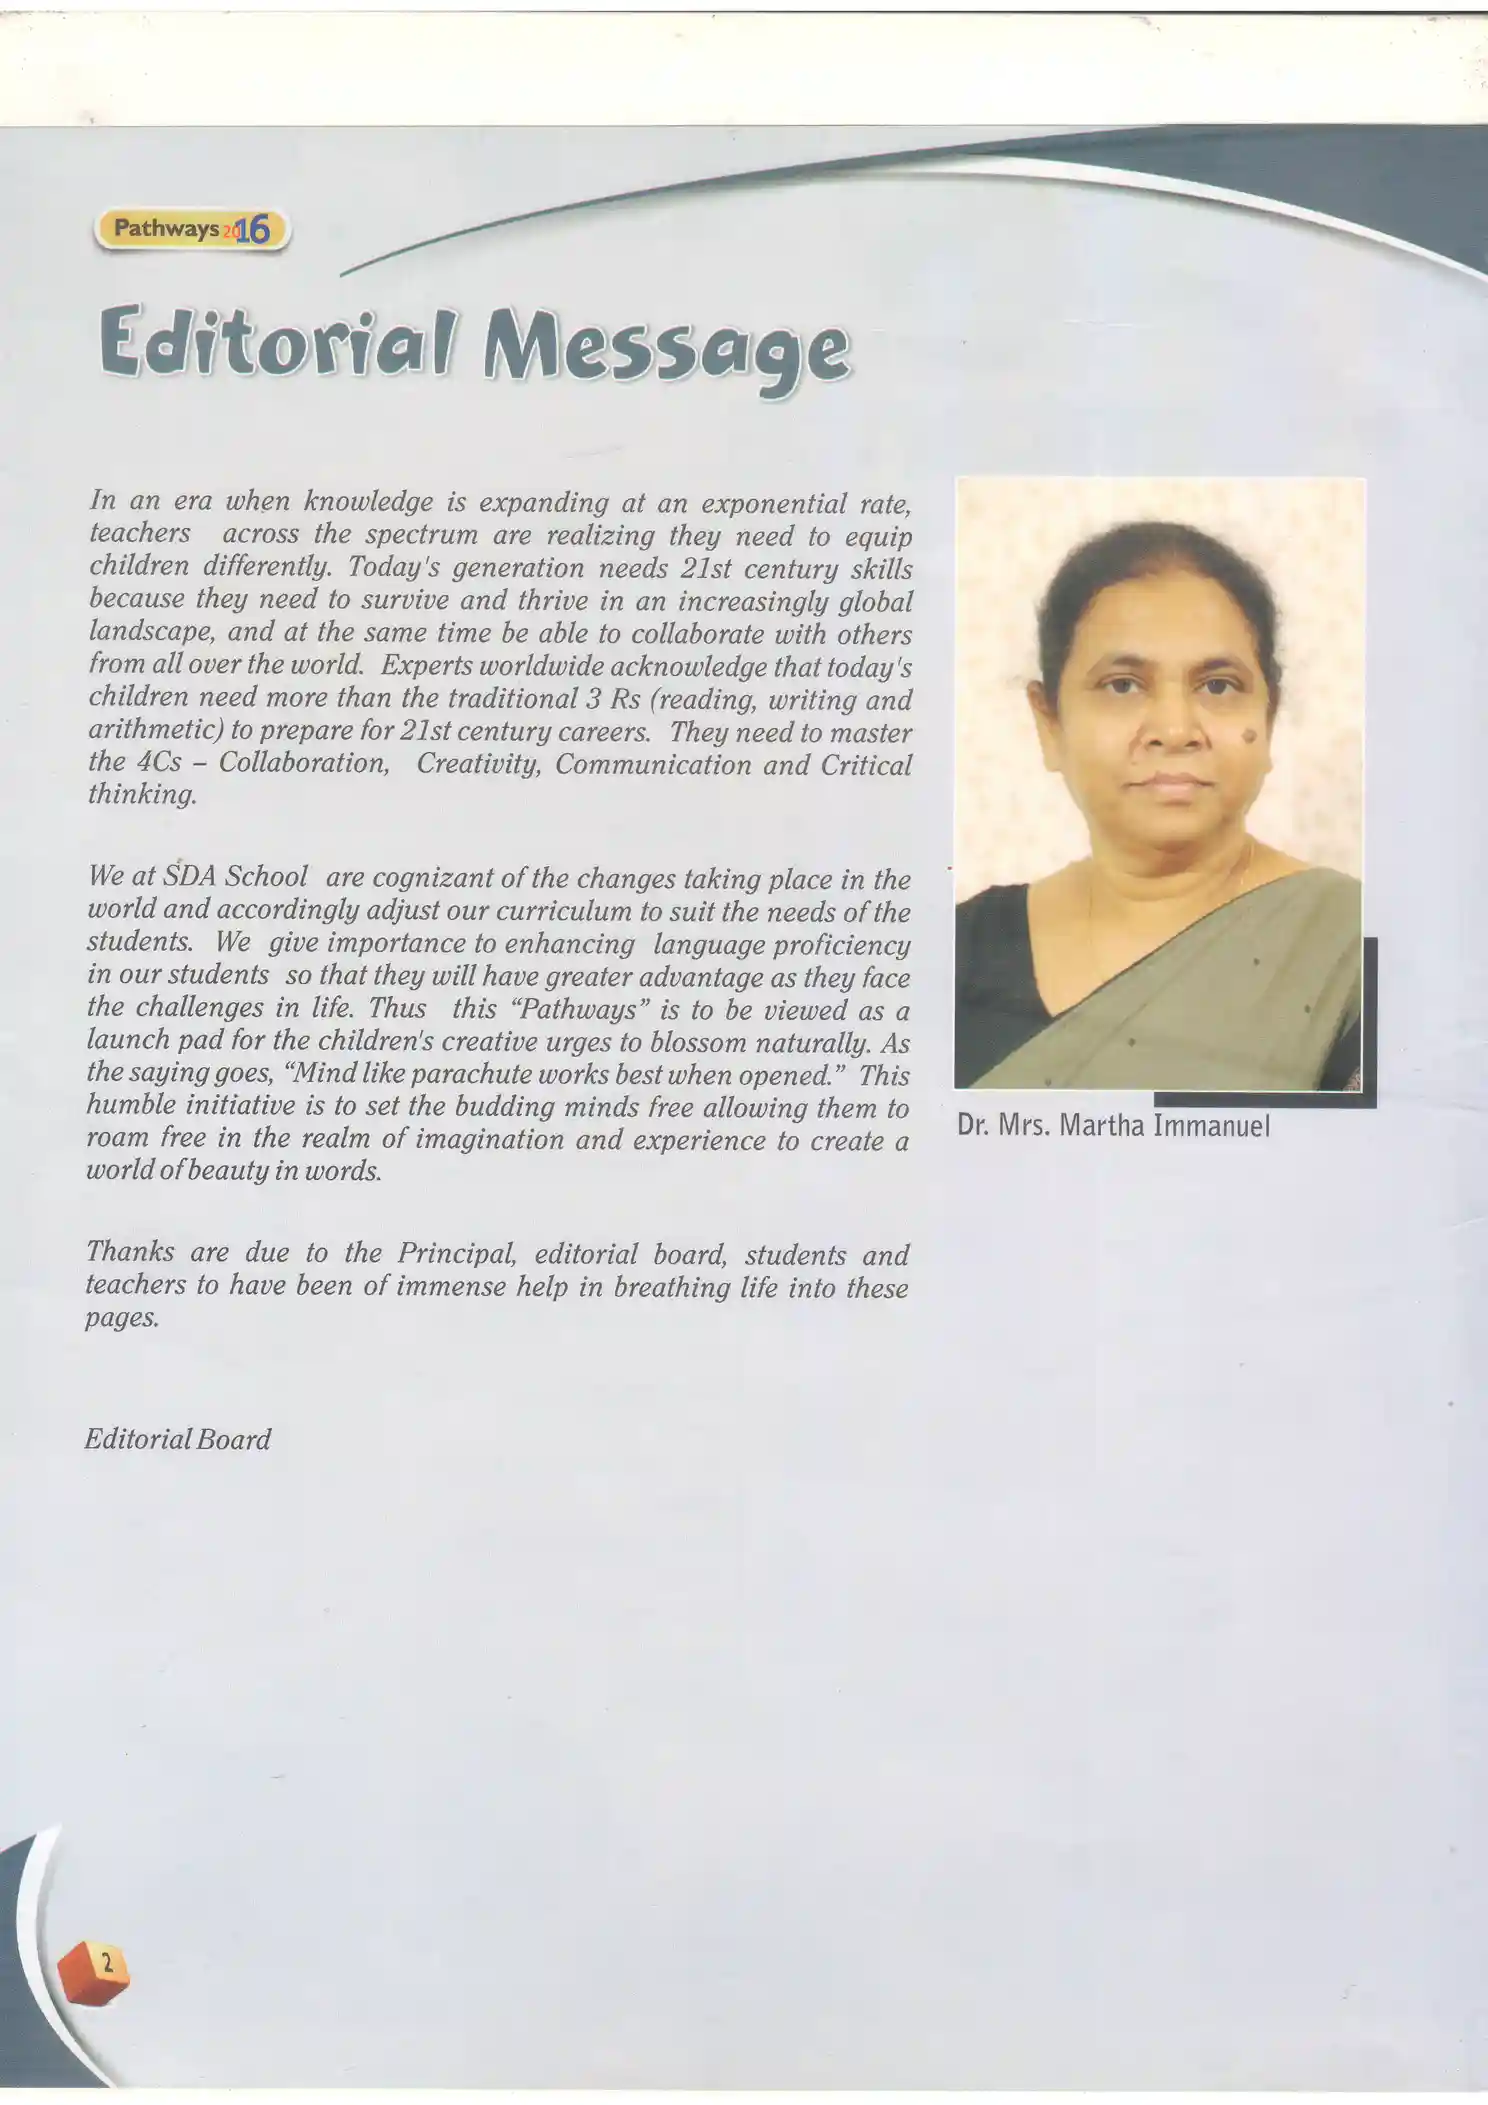 Pathways 2016
Editorial Message
In an era when knowledge is expanding at an exponential rate,
teachers across the spectrum are realizing they need to equip
children differently. Today's generation needs 21st century skills
because they need to survive and thrive in an increasingly global
landscape, and at the same time be able to collaborate with others
from all over the world. Experts worldwide acknowledge that today's
children need more than the traditional 3 Rs (reading, writing and
arithmetic) to prepare for 21st century careers. They need to master
the 4Cs – Collaboration, Creativity, Communication and Critical
thinking.
We at SDA School are cognizant of the changes taking place in the
world and accordingly adjust our curriculum to suit the needs of the
students. We give importance to enhancing language proficiency
in our students so that they will have greater advantage as they face
the challenges in life. Thus this “Pathways” is to be viewed as a
launch pad for the children's creative urges to blossom naturally. As
the saying goes, “Mind like parachute works best when opened.” This
humble initiative is to set the budding minds free allowing them to
roam free in the realm of imagination and experience to create a
world of beauty in words.
Thanks are due to the Principal, editorial board, students and
teachers to have been of immense help in breathing life into these
pages.
Editorial Board
Dr. Mrs. Martha Immanuel
2